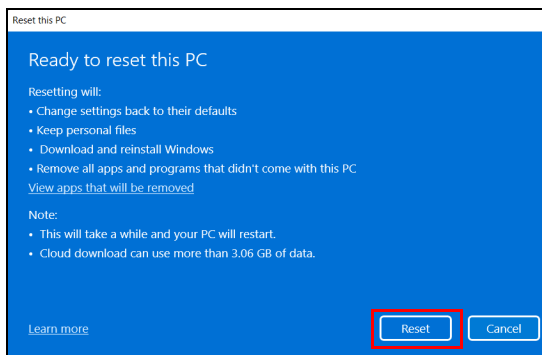 Reset this PC
Ready to reset this PC
Resetting will:
• Change settings back to their defaults
• Keep personal files
• Download and reinstall Windows
• Remove all apps and programs that didn't come with this PC
View apps that will be removed
Note:
• This will take a while and your PC will restart.
• Cloud download can use more than 3.06 GB of data.
Learn more
Reset
Cancel